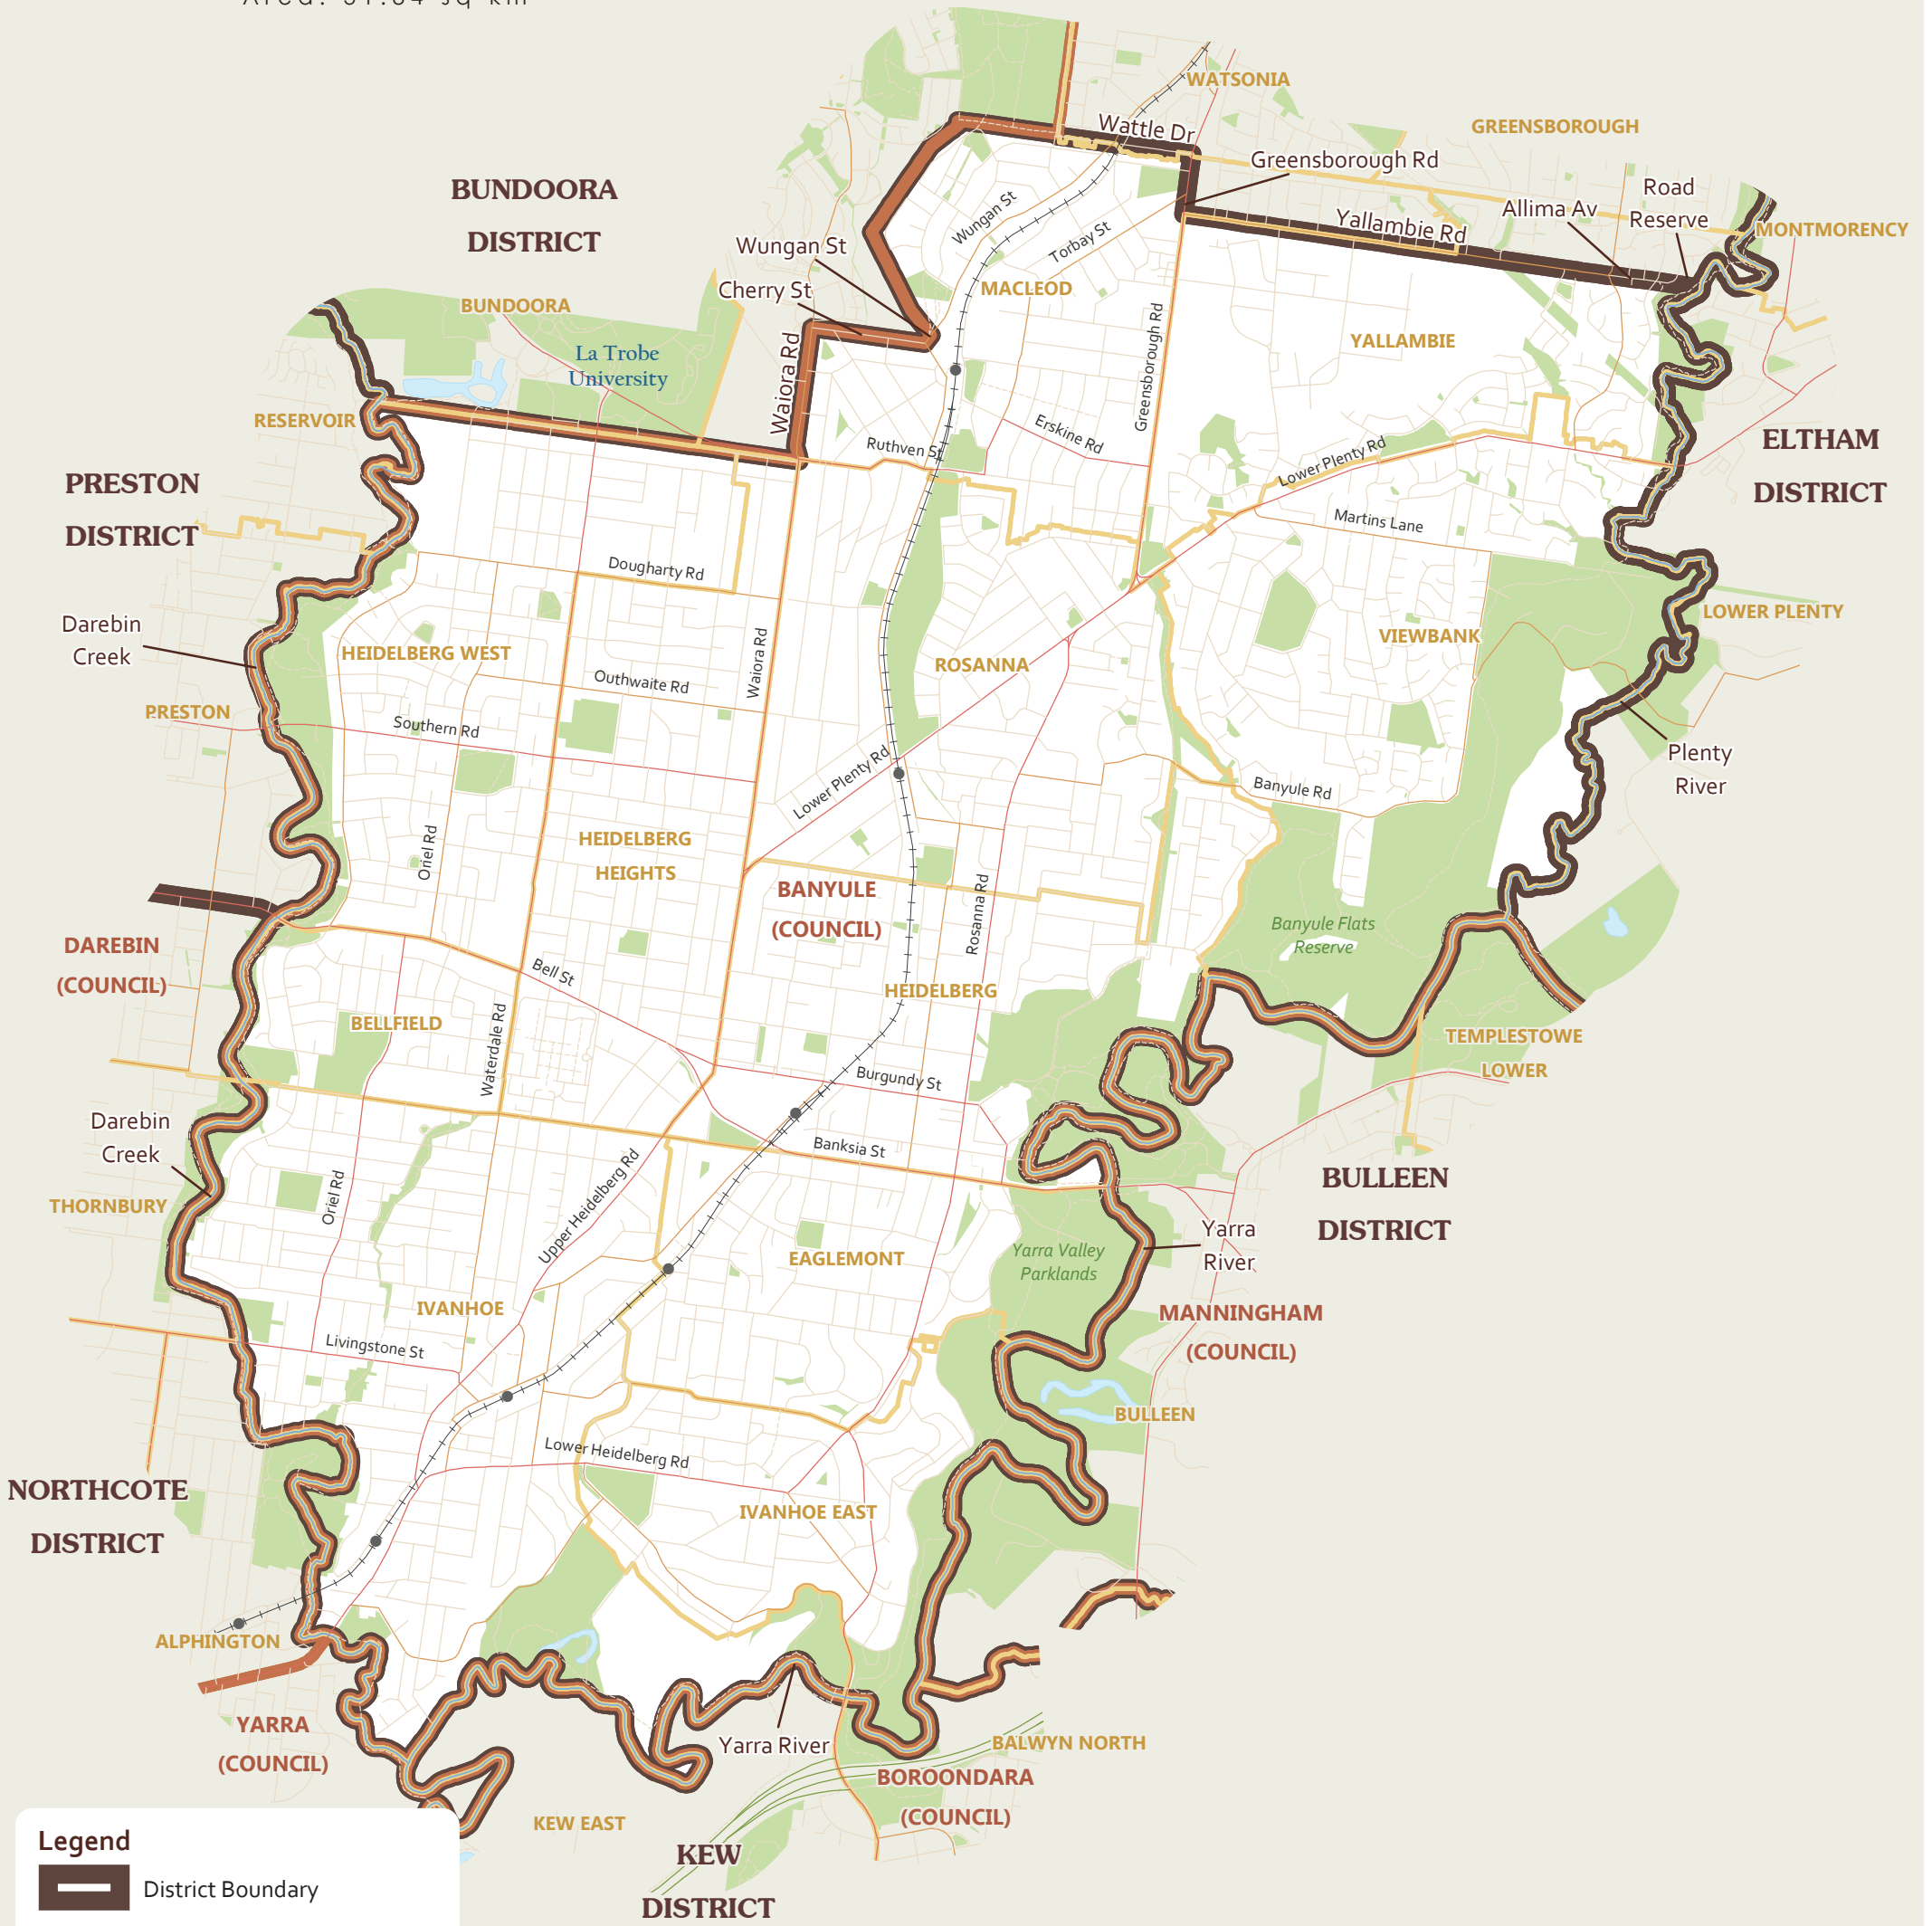 WATSONIA
Wattle Dr
GREENSBOROUGH
Greensborough Rd
BUNDOORA
DISTRICT
Road
Reserve
Allima Av
Wungan St
Yallambie Rd
MONTMORENCY
Torbay St
Wungan St
Cherry St
MACLEOD
BUNDOORA
YALLAMBIE
La Trobe
University
Waiora Rd
Greensborough Rd
RESERVOIR
Erskine Rd
Ruthven St
Lower Plenty Rd
ELTHAM
DISTRICT
PRESTON
DISTRICT
Martins Lane
Dougharty Rd
LOWER PLENTY
Darebin
Creek
VIEWBANK
HEIDELBERG WEST
Waiora Rd
ROSANNA
Outhwaite Rd
PRESTON
Southern Rd
Plenty
River
Lower Plenty Rd
Banyule Rd
HEIDELBERG
HEIGHTS
Oriel Rd
BANYULE
(COUNCIL)
Rosanna Rd
Banyule Flats
Reserve
DAREBIN
(COUNCIL)
Bell St
HEIDELBERG
BELLFIELD
TEMPLESTOWE
LOWER
Waterdale Rd
Burgundy St
Darebin
Creek
Banksia St
BULLEEN
DISTRICT
THORNBURY
Oriel Rd
Upper Heidelberg Rd
Yarra
River
EAGLEMONT
Yarra Valley
Parklands
IVANHOE
MANNINGHAM
(COUNCIL)
Livingstone St
BULLEEN
Lower Heidelberg Rd
NORTHCOTE
DISTRICT
IVANHOE EAST
ALPHINGTON
YARRA
(COUNCIL)
Yarra River
BALWYN NORTH
BOROONDARA
(COUNCIL)
KEW EAST
KEW
DISTRICT
Legend
District Boundary